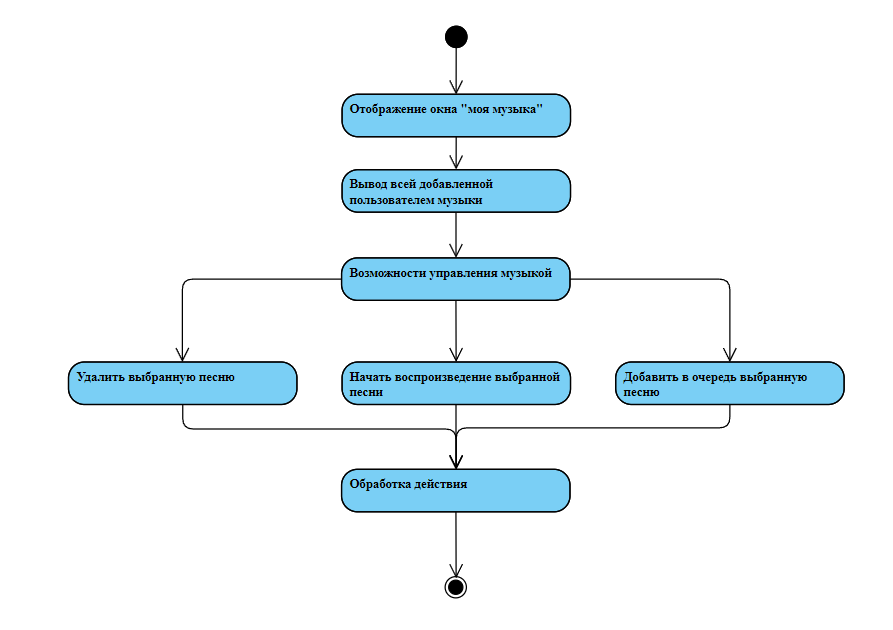 Отображение окна "моя музыка"
Вывод всей добавленной
пользователем музыки
Возможности управления музыкой
Удалить выбранную песню
Начать воспроизведение выбранной
песни
Добавить в очередь выбранную
песню
Обработка действия